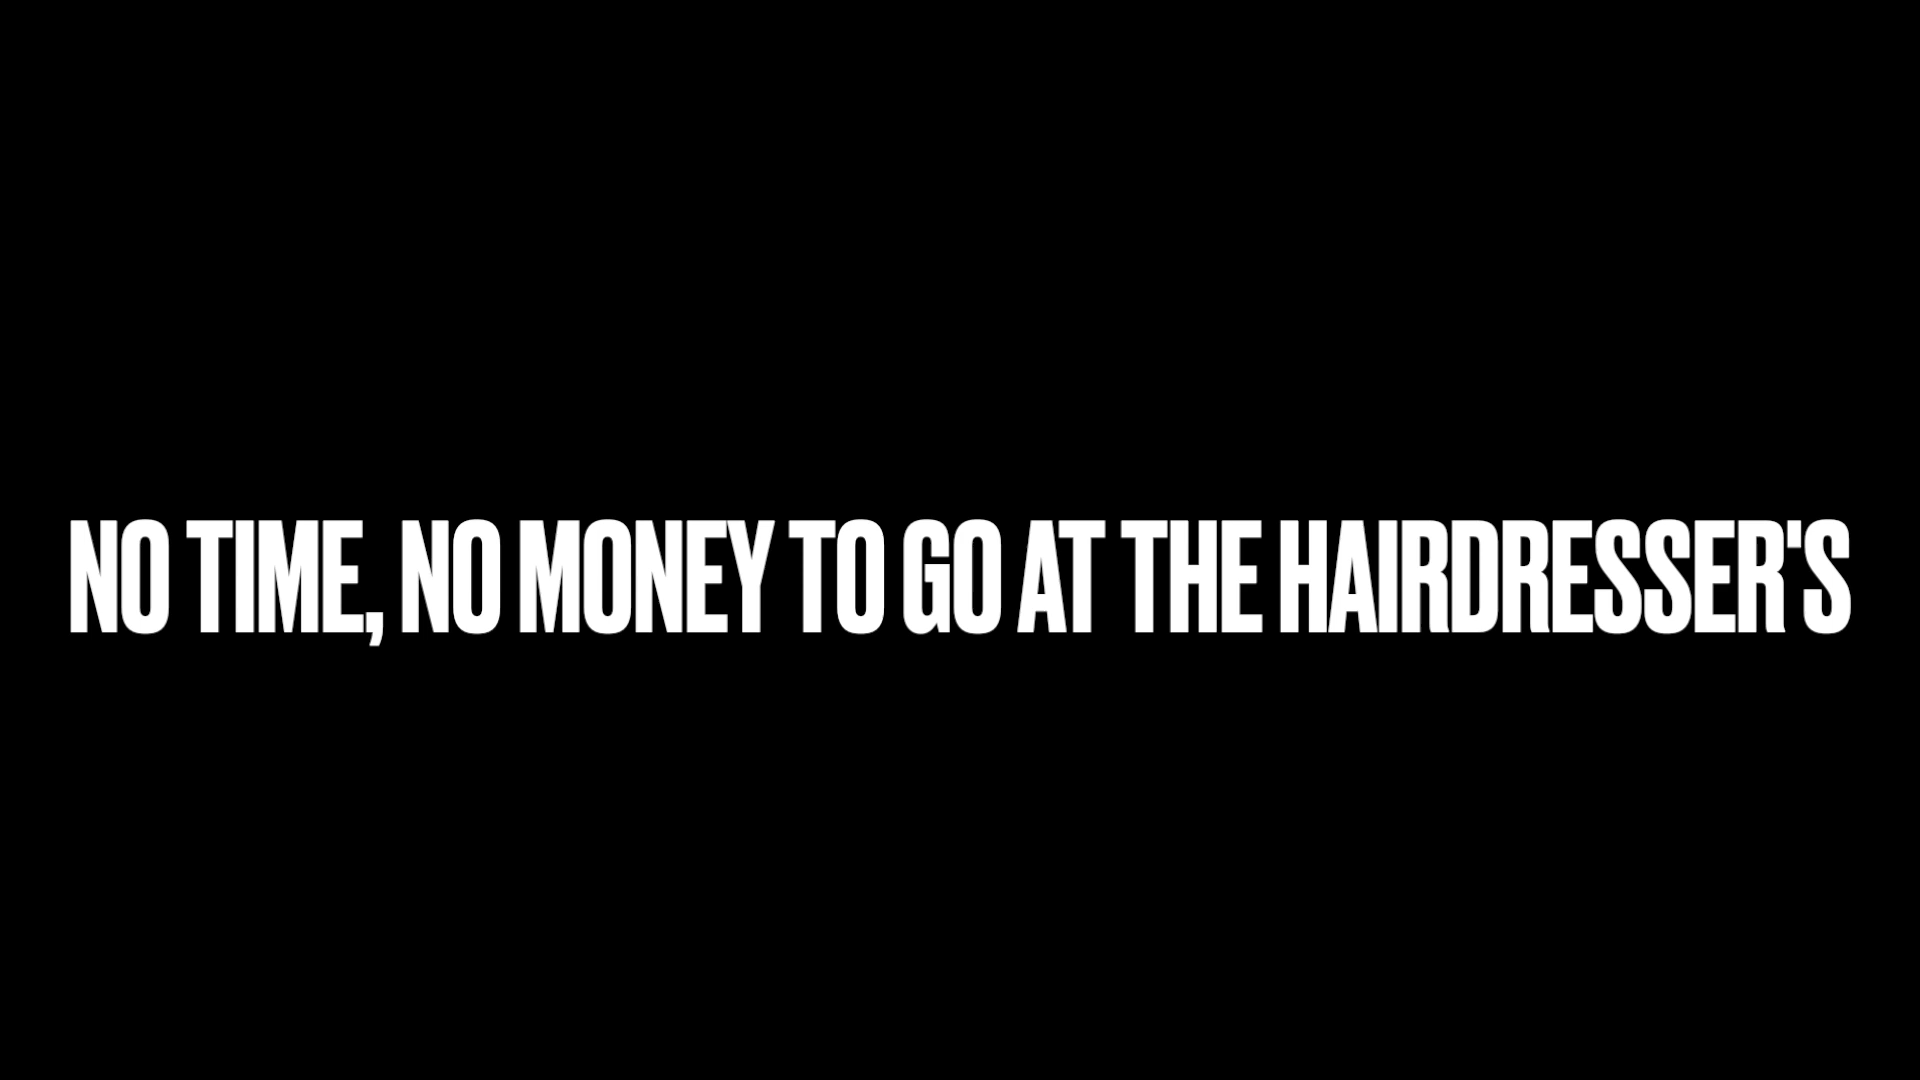 NO TIME, NO MONEY TO GO AT THE HAIRDRESSER'S